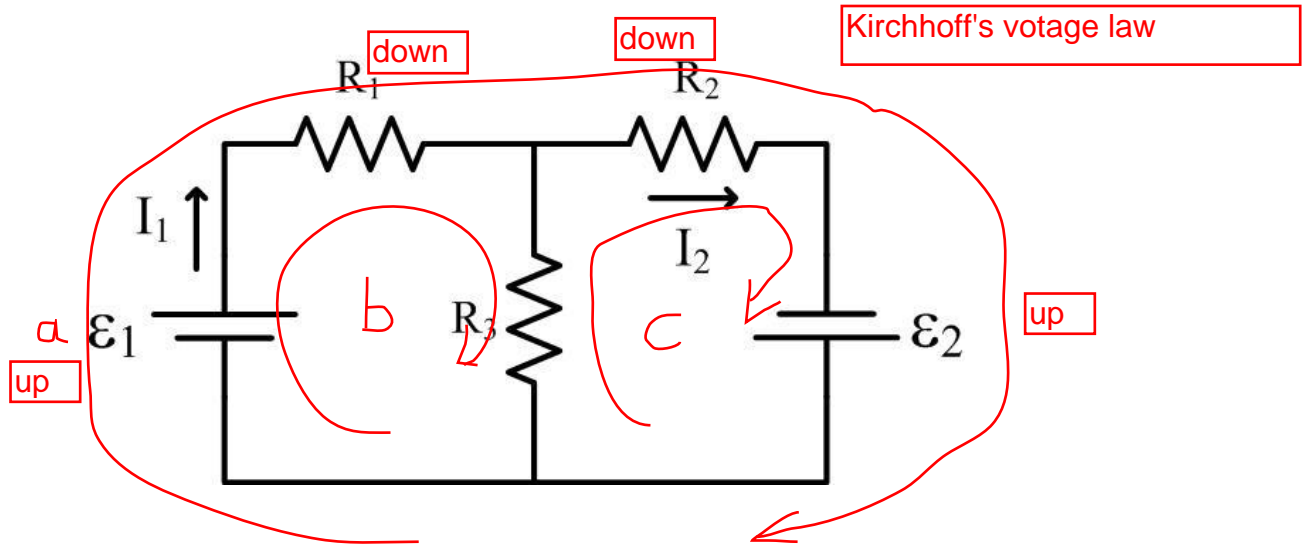 Kirchhoff's votage law
down
down
R1
R2
I1
I2
b
R3
c
a
ε1
ε2
up
up